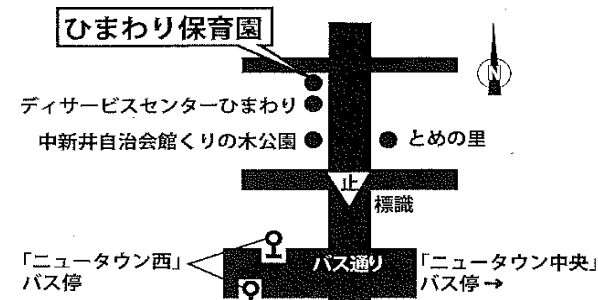 ひまわり保育園
N
ディサービスセンターひまわり
中新井自治会館くりの木公園
とめの里
止
標識
「ニュータウン西」
バス停
バス通り
「ニュータウン中央」
バス停→